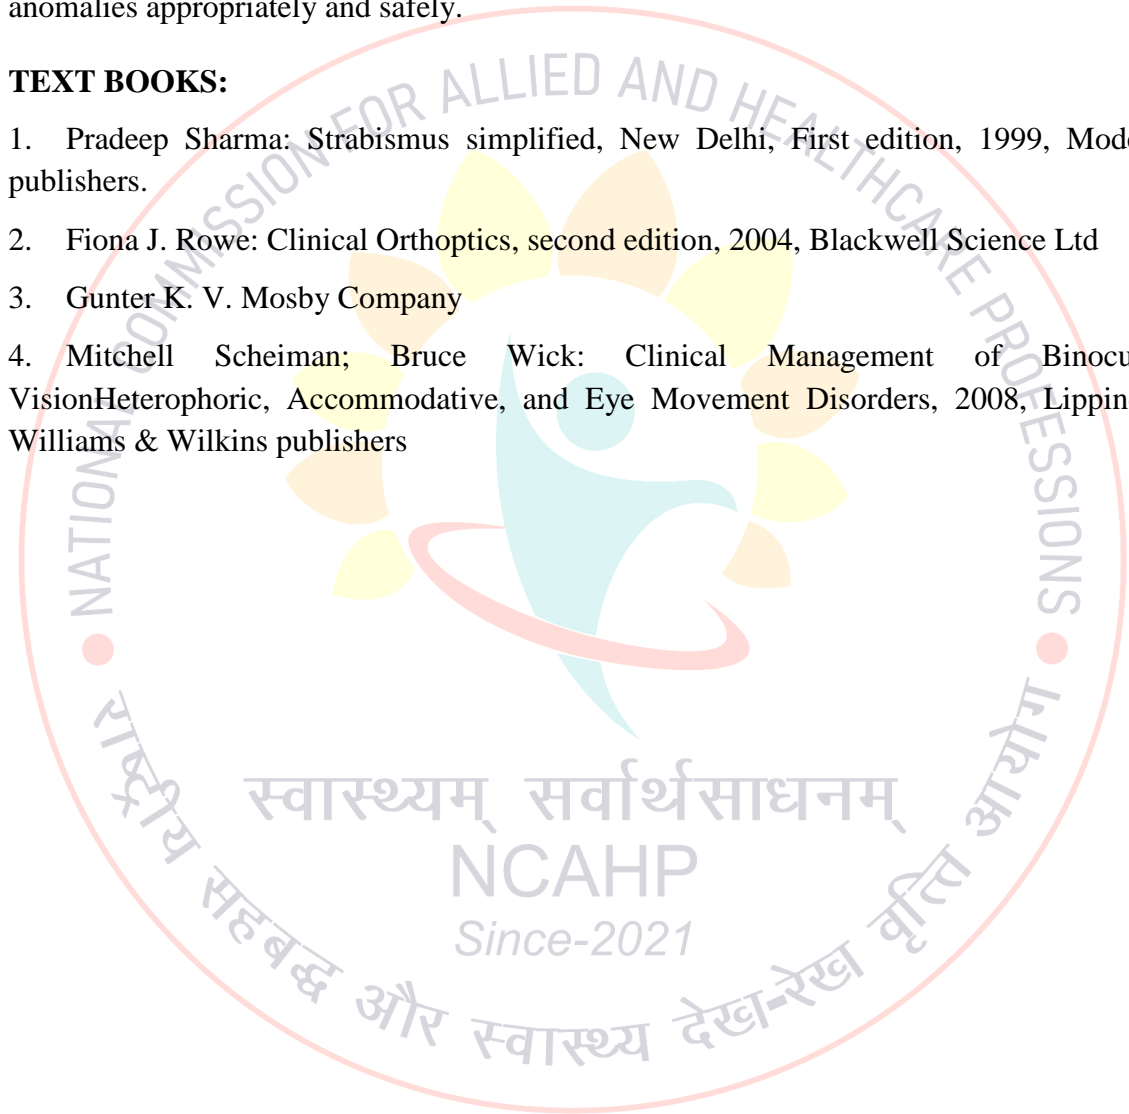 anomalies appropriately and safely.
TEXT BOOKS:
1. Pradeep Sharma: Strabismus simplified, New Delhi, First edition, 1999, Mode
publishers.
2. Fiona J. Rowe: Clinical Orthoptics, second edition, 2004, Blackwell Science Ltd
3. Gunter K. V. Mosby Company
4. Mitchell Scheiman; Bruce Wick: Clinical Management of Binocu
VisionHeterophoric, Accommodative, and Eye Movement Disorders, 2008, Lippin
Williams & Wilkins publishers
NATIONAL COMMISSION FOR ALLIED AND HEALTHCARE PROFESSIONS
स्वास्थ्यम् सर्वार्थसाधनम्
NCAHP
Since-2021
राष्ट्रीय सहबद्ध और स्वास्थ्य देख-रेख वृत्ति आयोग